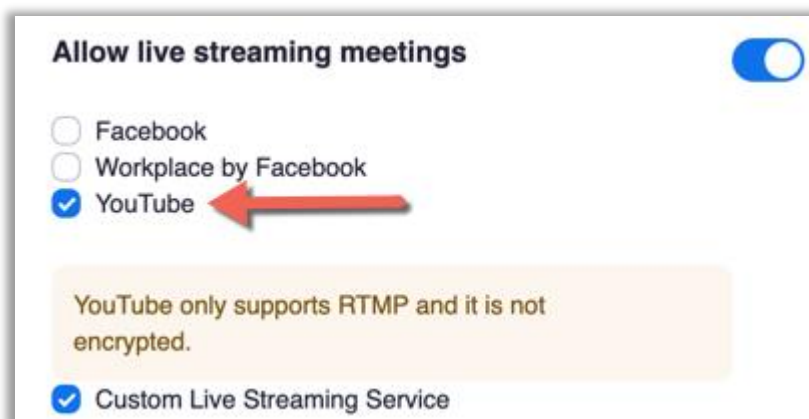 Allow live streaming meetings
Facebook
Workplace by Facebook
YouTube
YouTube only supports RTMP and it is not
encrypted.
Custom Live Streaming Service